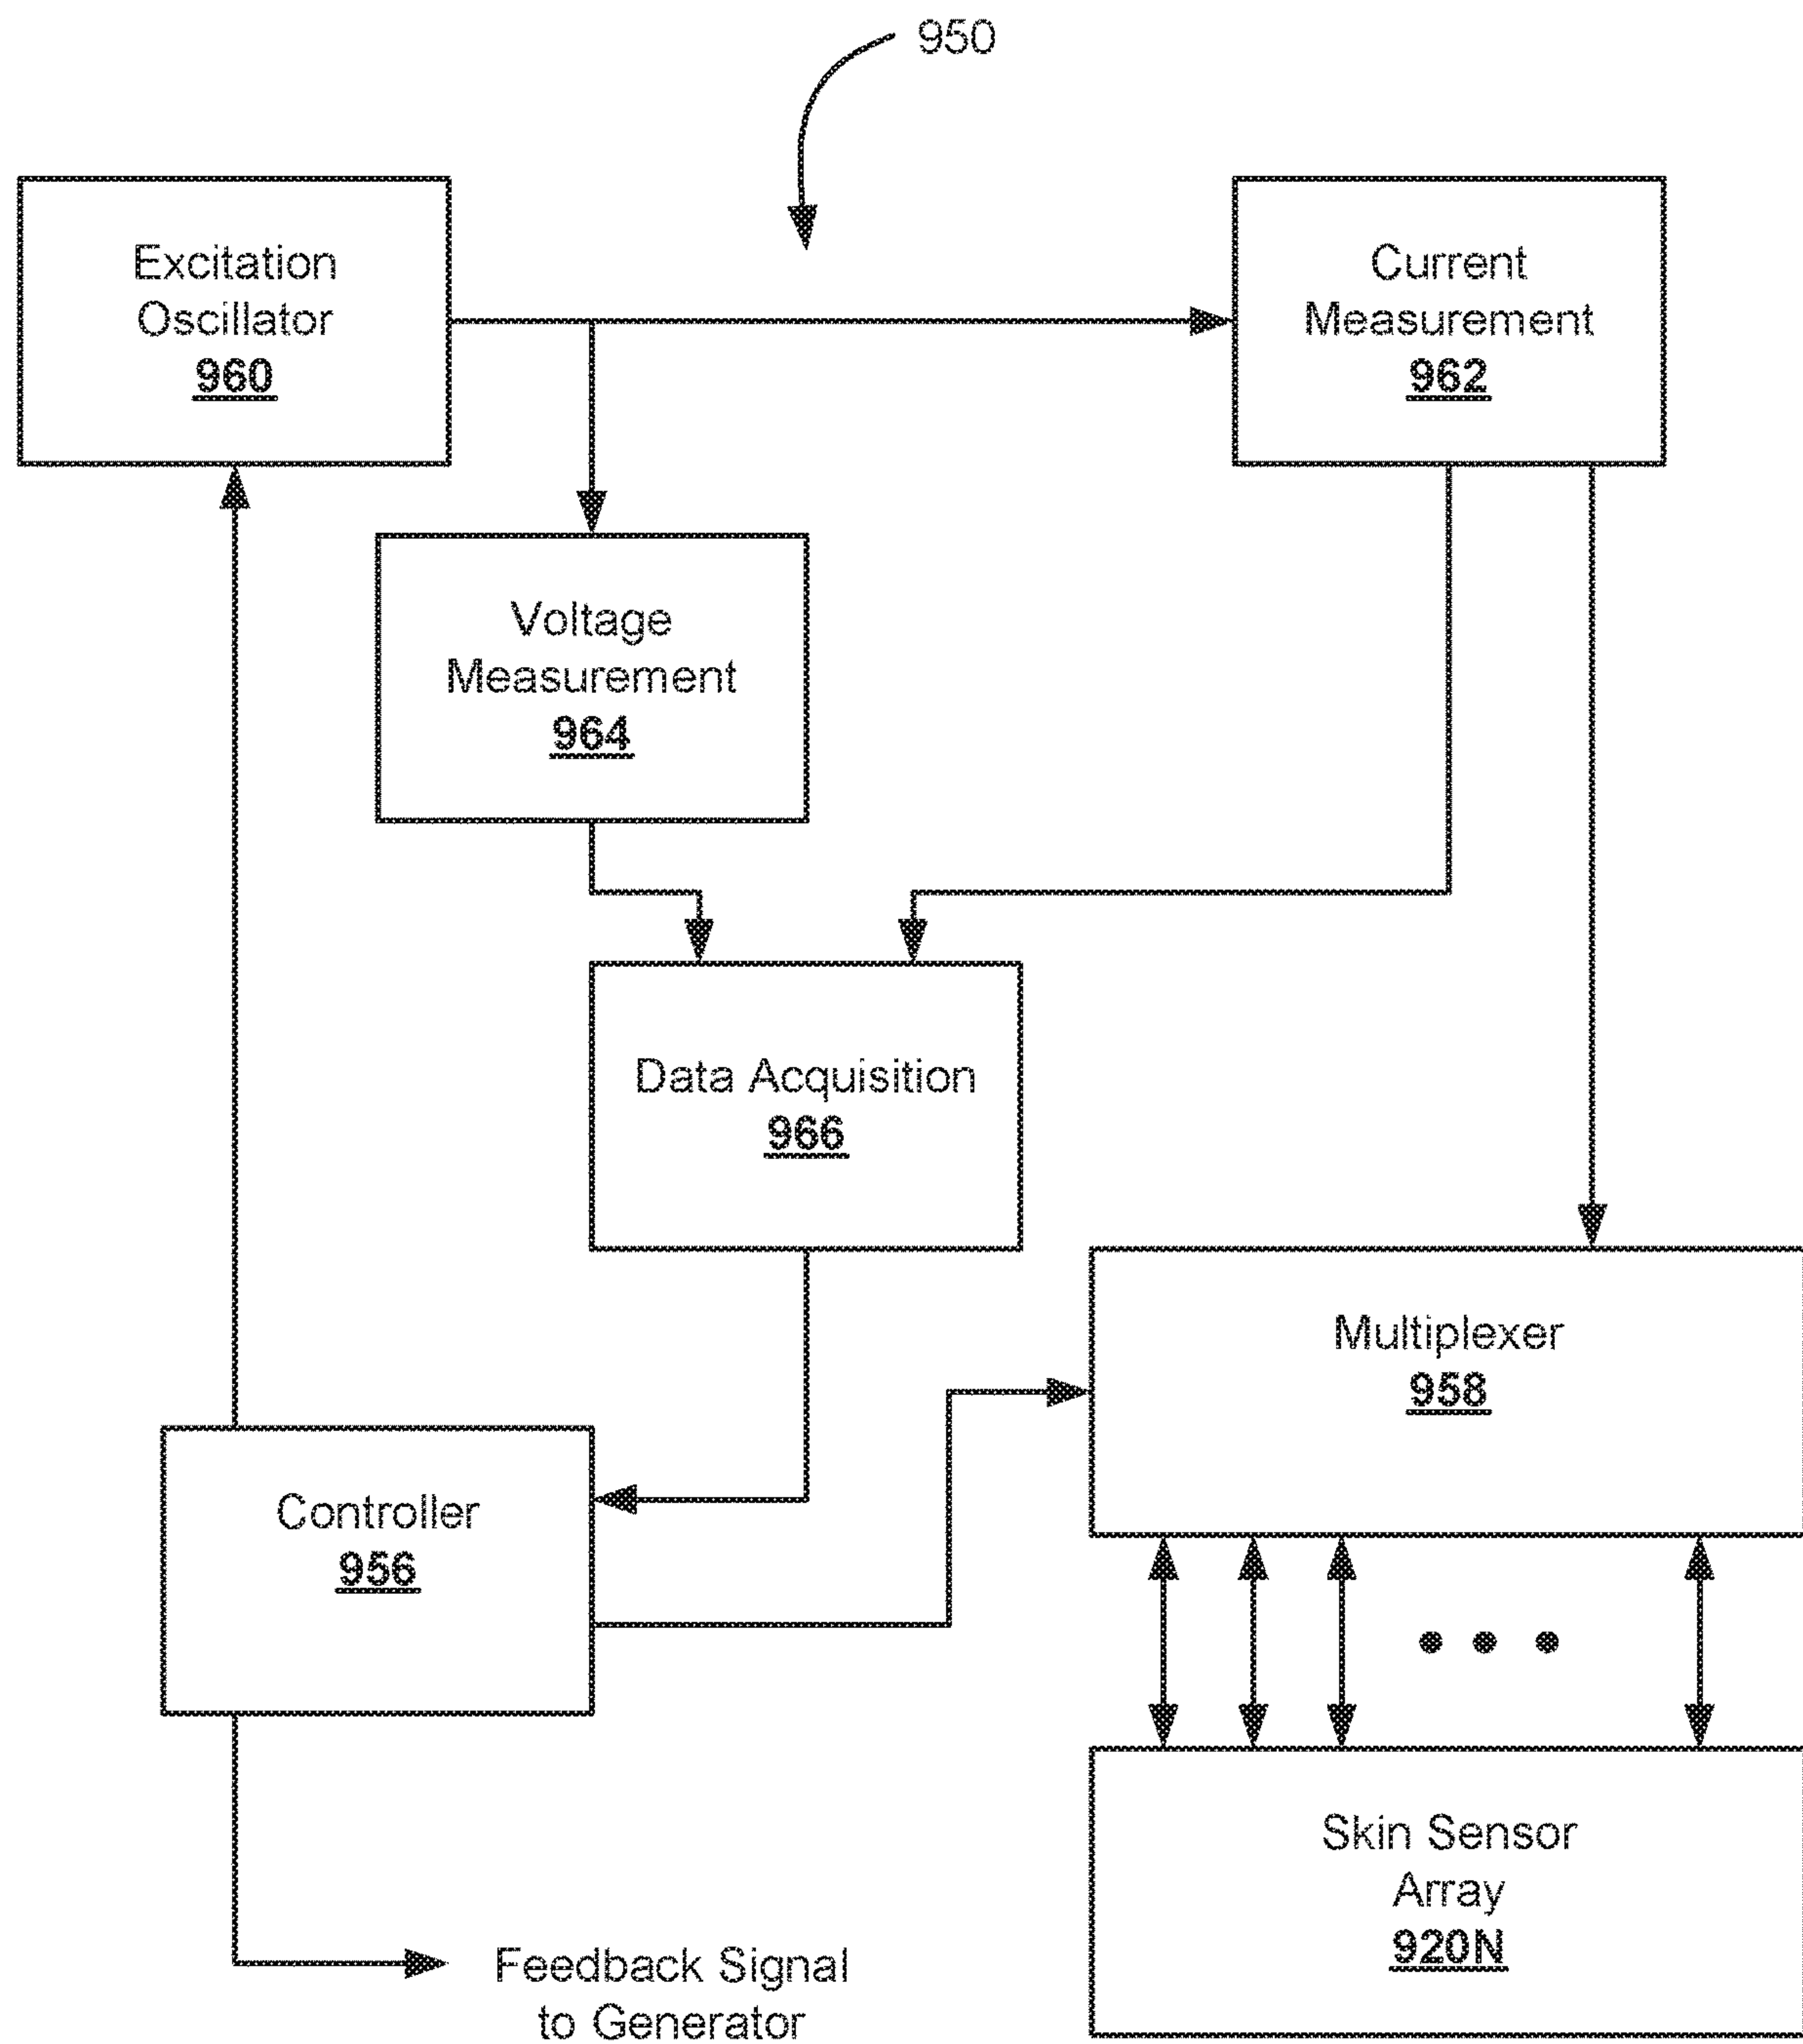 950
Excitation
Oscillator
960
Current
Measurement
962
Voltage
Measurement
964
Data Acquisition
966
Multiplexer
958
Controller
956
Skin Sensor
Array
920N
Feedback Signal
to Generator